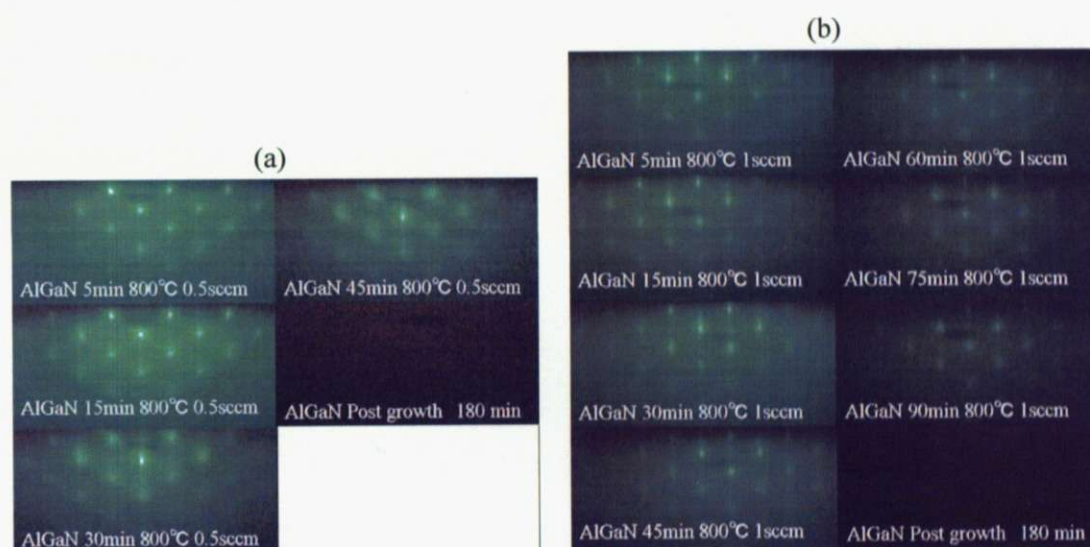 (a)
AlGaN 5min 800℃ 0.5sccm
AlGaN 45min 800℃ 0.5sccm
AlGaN 15min 800℃ 0.5sccm
AlGaN Post growth 180 min
AlGaN 30min 800℃ 0.5sccm
(b)
AlGaN 5min 800℃ 1sccm
AlGaN 60min 800℃ 1sccm
AlGaN 15min 800℃ 1sccm
AlGaN 75min 800℃ 1sccm
AlGaN 30min 800℃ 1sccm
AlGaN 90min 800℃ 1sccm
AlGaN 45min 800℃ 1sccm
AlGaN Post growth 180 min